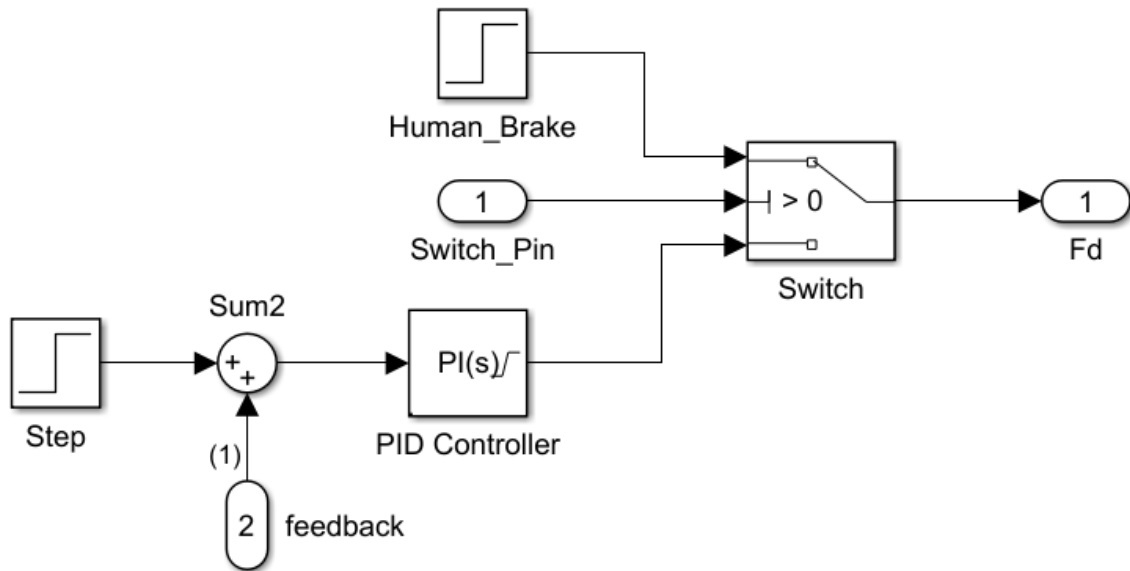 Human_Brake
1
Switch_Pin
> 0
Switch
1
Fd
Sum2
+
+
Step
PI(s)
PID Controller
(1)
2
feedback